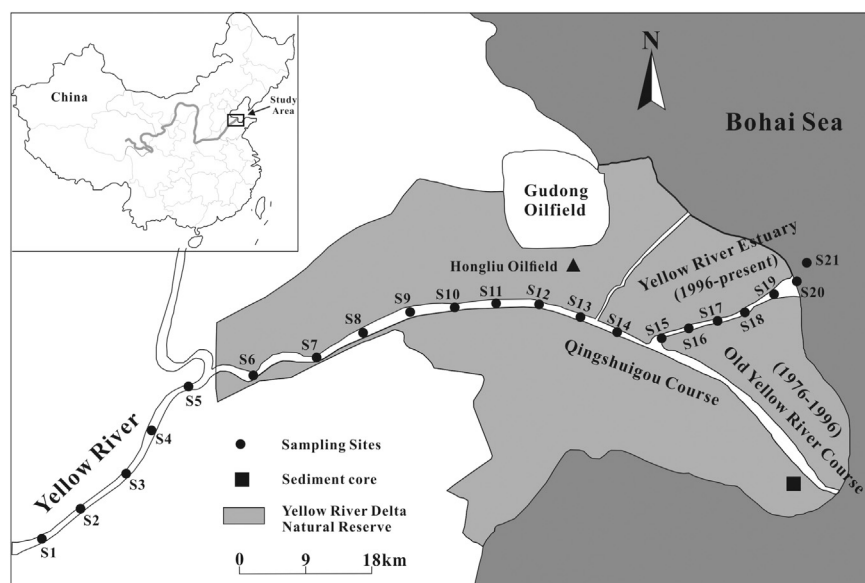 China
Study
Area
N
Bohai Sea
Gudong
Oilfield
Hongliu Oilfield
Yellow River Estuary
(1996-present)
S21
S20
S19
S18
S17
S16
S15
S14
S13
S12
S11
S10
S9
S8
S7
S6
S5
S4
S3
S2
S1
Qingshuigou Course
(1976-1996)
Old Yellow River Course
Yellow River
Sampling Sites
Sediment core
Yellow River Delta
Natural Reserve
0 9 18km